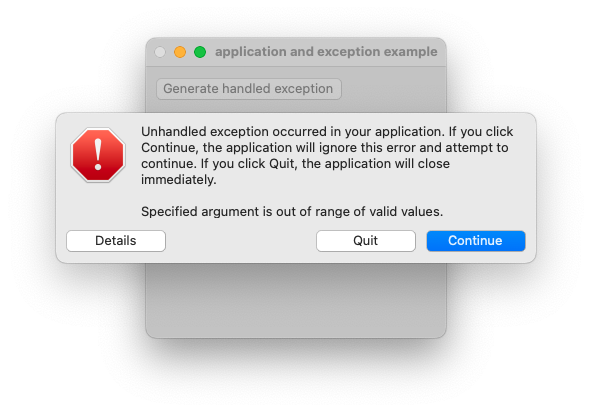 application and exception example
Generate handled exception
Unhandled exception occurred in your application. If you click
Continue, the application will ignore this error and attempt to
continue. If you click Quit, the application will close
immediately.
Specified argument is out of range of valid values.
Details
Quit
Continue